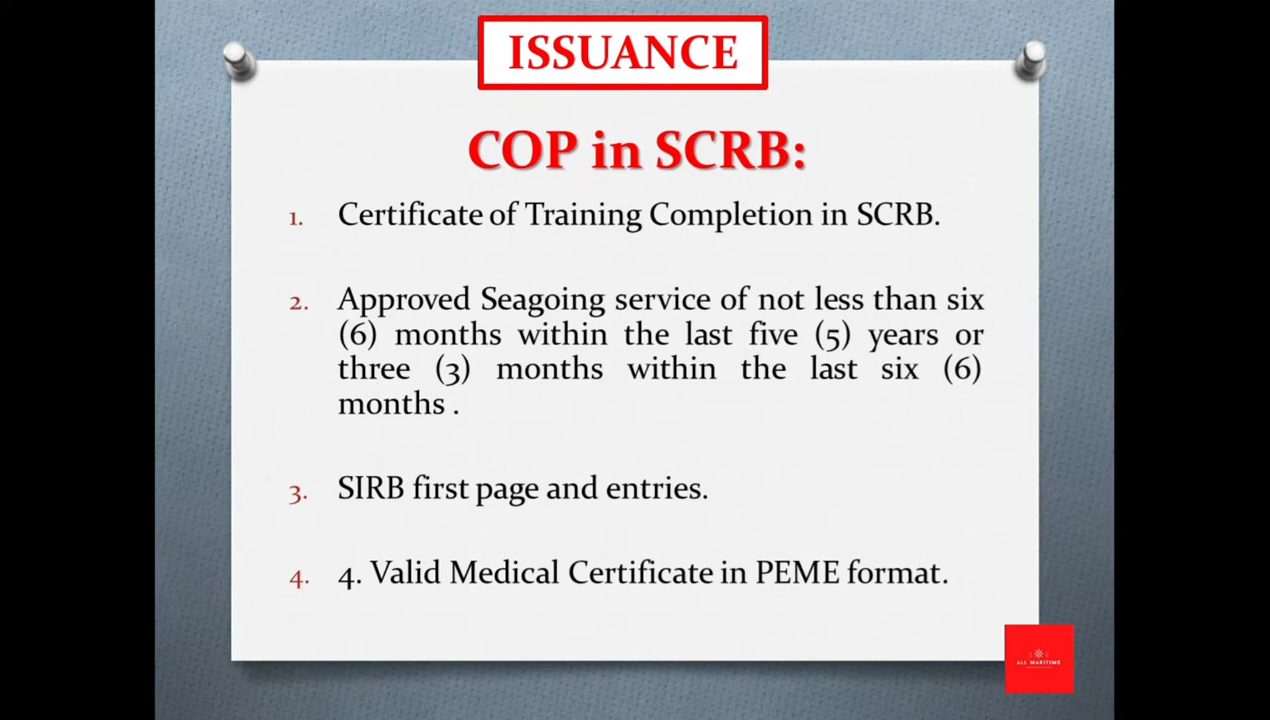 ISSUANCE
COP in SCRB:
1. Certificate of Training Completion in SCRB.
2. Approved Seagoing service of not less than six
(6) months within the last five (5) years or
three (3) months within the last six (6)
months .
3. SIRB first page and entries.
4. 4. Valid Medical Certificate in PEME format.
ALL MARITIME